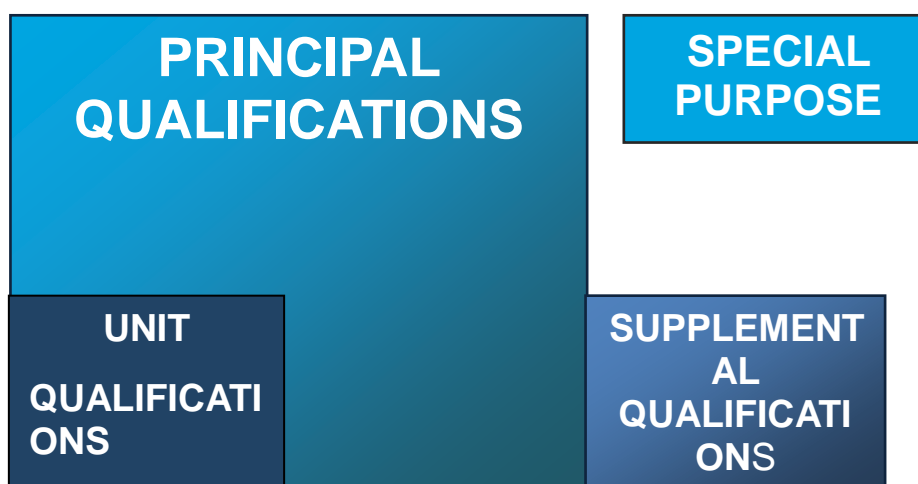 PRINCIPAL
QUALIFICATIONS
SPECIAL
PURPOSE
UNIT
QUALIFICATI
ONS
SUPPLEMENT
AL
QUALIFICATI
ONS